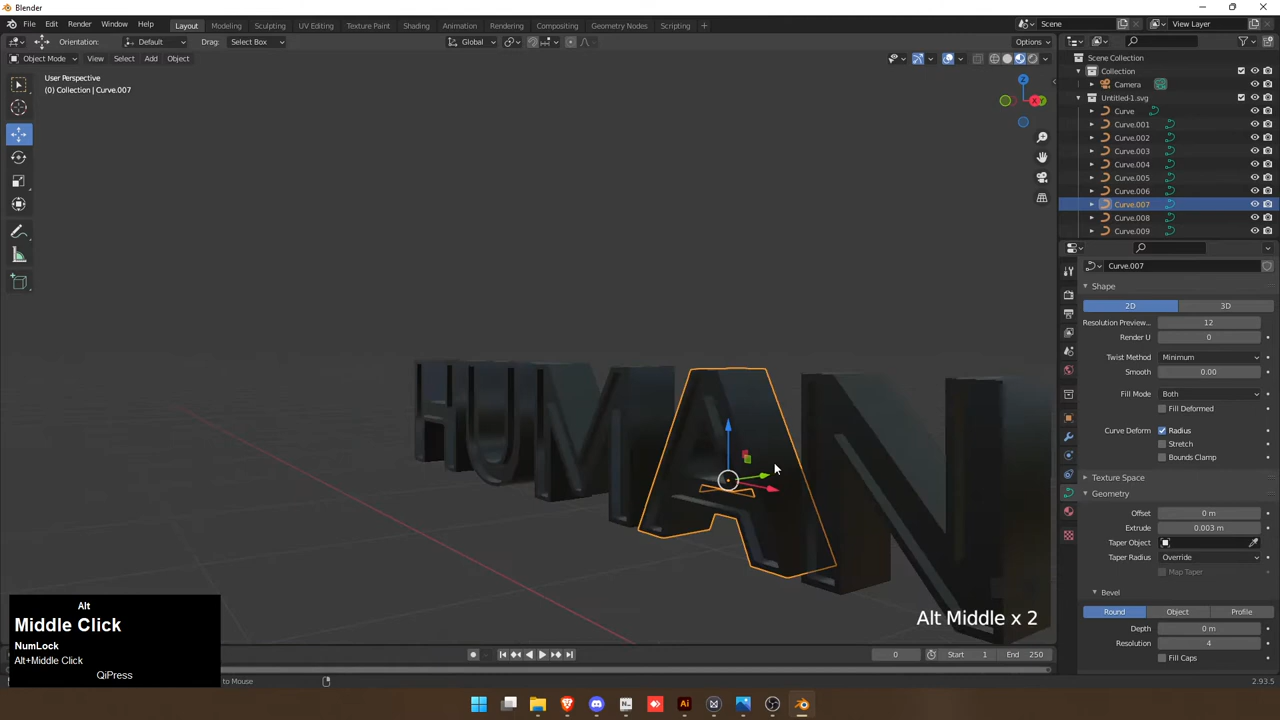 Blender
File Edit Render Window Help Layout Modeling Sculpting UV Editing Texture Paint Shading Animation Rendering Compositing Geometry Nodes Scripting + Scene View Layer
Orientation: Default Drag: Select Box Global Options
Object Mode View Select Add Object
User Perspective
(0) Collection | Curve.007
Z
X Y
HUMAN
Alt
Middle Click
NumLock
Alt+Middle Click
QiPress
to Mouse
Alt Middle x 2
0 Start 1 End 250
Scene Collection
Collection
Camera
Untitled-1.svg
Curve
Curve.001
Curve.002
Curve.003
Curve.004
Curve.005
Curve.006
Curve.007
Curve.008
Curve.009
Curve.007
Shape
2D 3D
Resolution Preview... 12
Render U 0
Twist Method Minimum
Smooth 0.00
Fill Mode Both
Fill Deformed
Curve Deform Radius
Stretch
Bounds Clamp
Texture Space
Geometry
Offset 0 m
Extrude 0.003 m
Taper Object
Taper Radius Override
Map Taper
Bevel
Round Object Profile
Depth 0 m
Resolution 4
Fill Caps
2.93.5
Ai